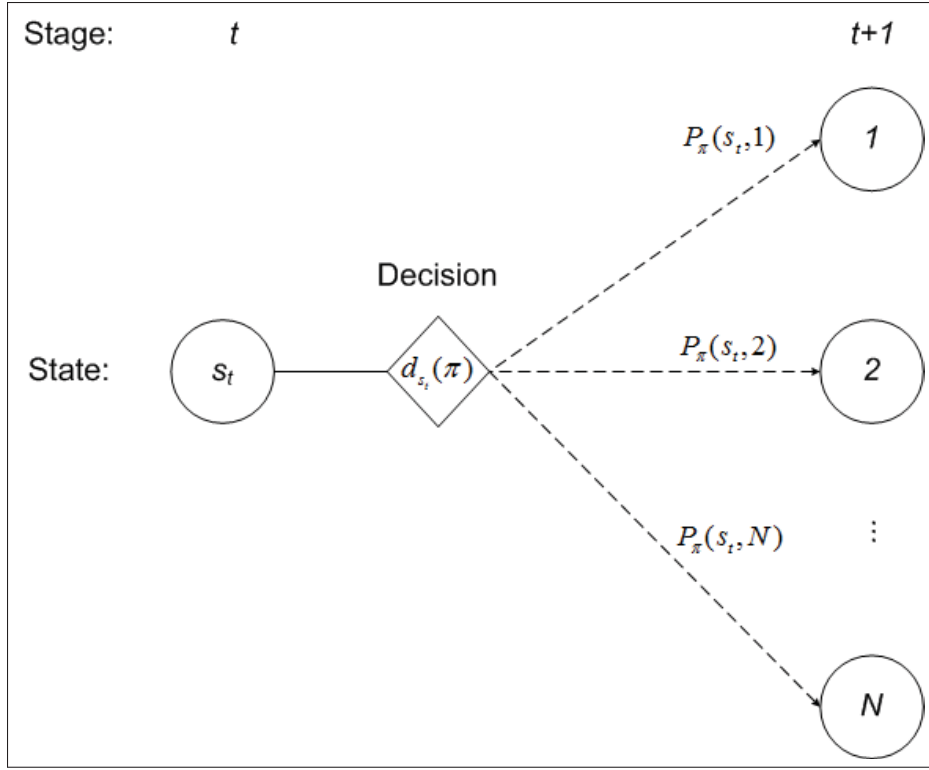 Stage: t t+1
P_π(s_t,1)
1
Decision
State: s_t d_{s_t}(π) P_π(s_t,2) 2
P_π(s_t,N)
⋮
N